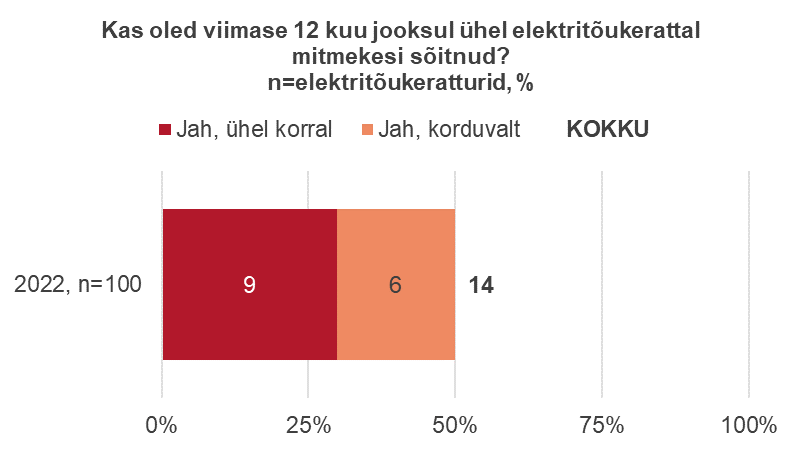 Kas oled viimase 12 kuu jooksul ühel elektritõukerattal
mitmekesi sõitnud?
n=elektritõukeratturid, %
Jah, ühel korral Jah, korduvalt KOKKU
2022, n=100 9 6 14
0% 25% 50% 75% 100%